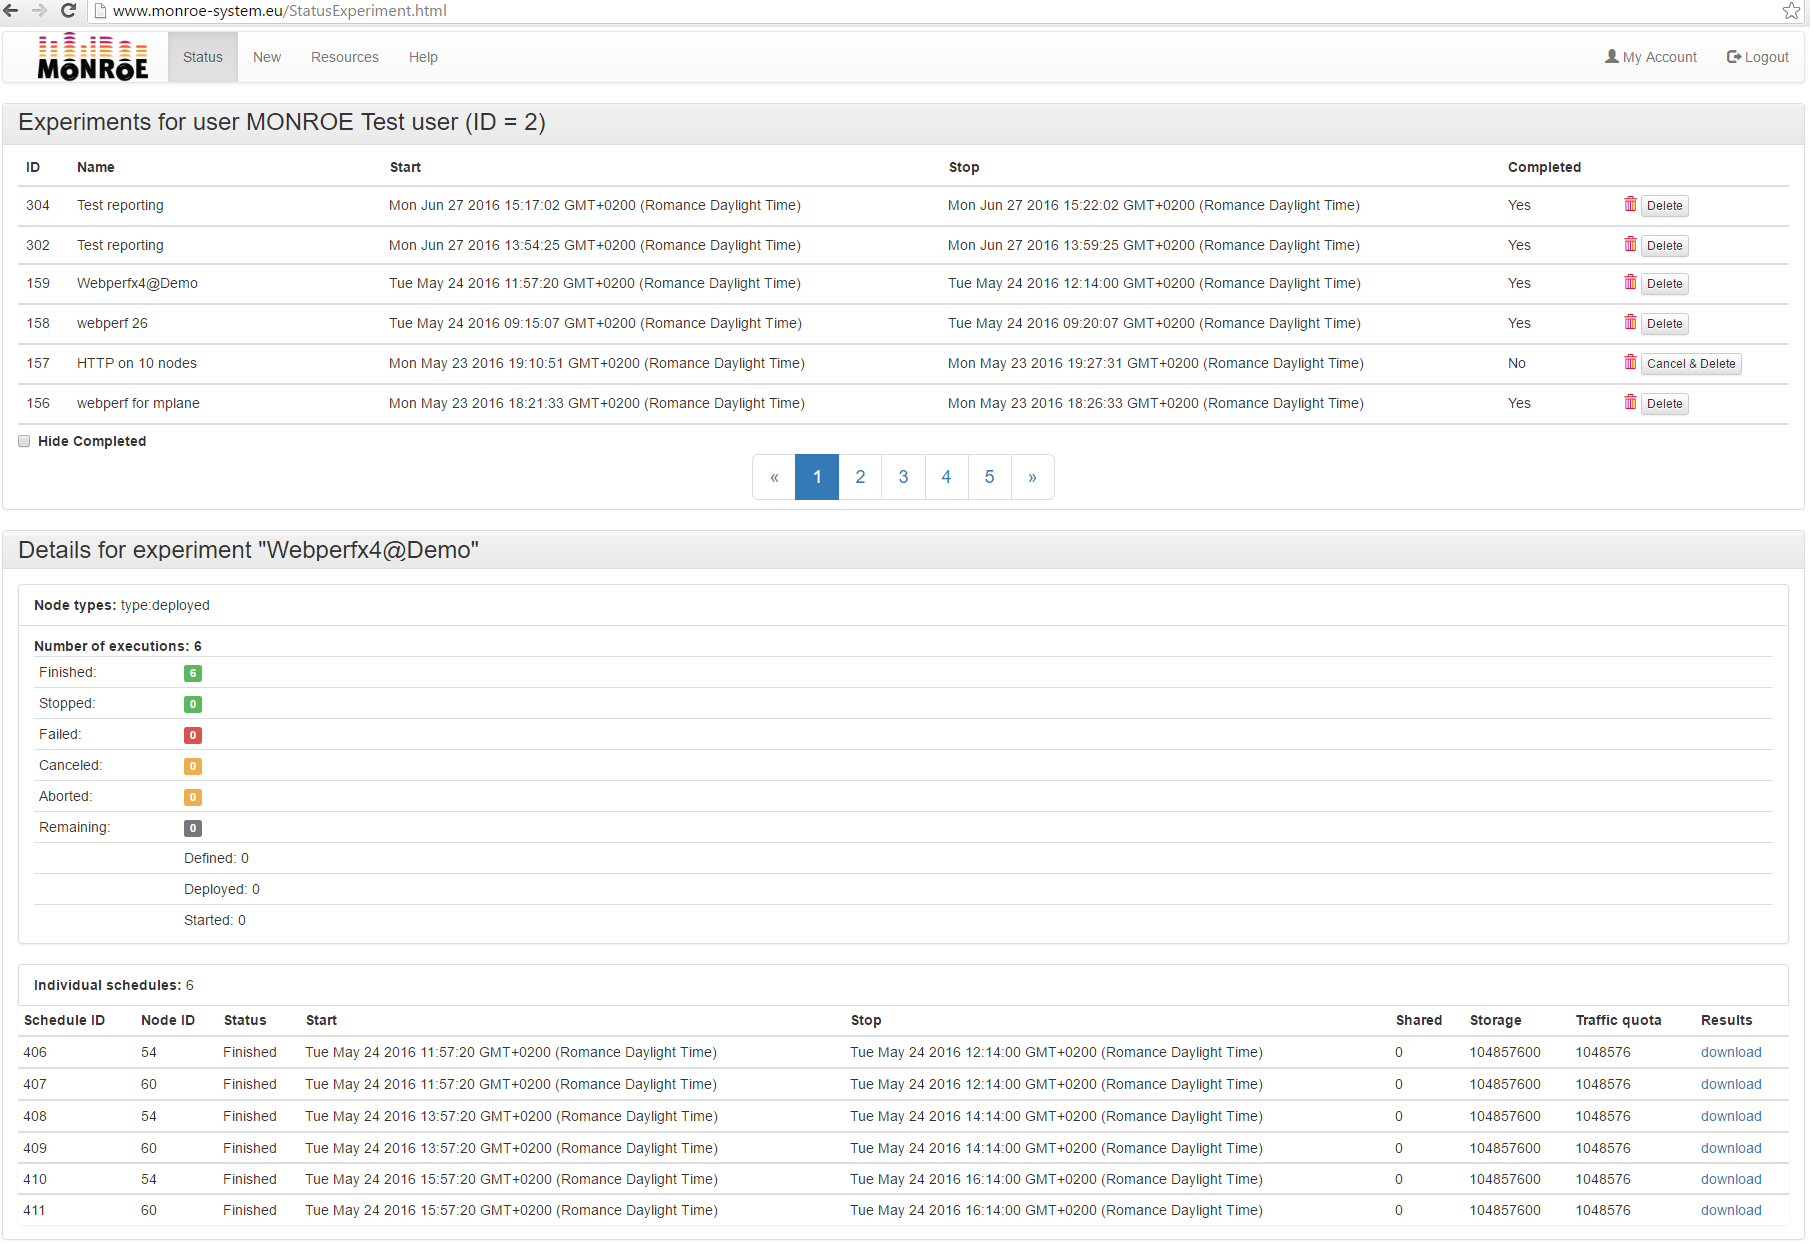 www.monroe-system.eu/StatusExperiment.html
MONROE Status New Resources Help My Account Logout
Experiments for user MONROE Test user (ID = 2)
ID Name Start Stop Completed
304 Test reporting Mon Jun 27 2016 15:17:02 GMT+0200 (Romance Daylight Time) Mon Jun 27 2016 15:22:02 GMT+0200 (Romance Daylight Time) Yes Delete
302 Test reporting Mon Jun 27 2016 13:54:25 GMT+0200 (Romance Daylight Time) Mon Jun 27 2016 13:59:25 GMT+0200 (Romance Daylight Time) Yes Delete
159 Webperfx4@Demo Tue May 24 2016 11:57:20 GMT+0200 (Romance Daylight Time) Tue May 24 2016 12:14:00 GMT+0200 (Romance Daylight Time) Yes Delete
158 webperf 26 Tue May 24 2016 09:15:07 GMT+0200 (Romance Daylight Time) Tue May 24 2016 09:20:07 GMT+0200 (Romance Daylight Time) Yes Delete
157 HTTP on 10 nodes Mon May 23 2016 19:10:51 GMT+0200 (Romance Daylight Time) Mon May 23 2016 19:27:31 GMT+0200 (Romance Daylight Time) No Cancel & Delete
156 webperf for mplane Mon May 23 2016 18:21:33 GMT+0200 (Romance Daylight Time) Mon May 23 2016 18:26:33 GMT+0200 (Romance Daylight Time) Yes Delete
Hide Completed
« 1 2 3 4 5 »
Details for experiment "Webperfx4@Demo"
Node types: type:deployed
Number of executions: 6
Finished: 6
Stopped: 0
Failed: 0
Canceled: 0
Aborted: 0
Remaining: 0
Defined: 0
Deployed: 0
Started: 0
Individual schedules: 6
Schedule ID Node ID Status Start Stop Shared Storage Traffic quota Results
406 54 Finished Tue May 24 2016 11:57:20 GMT+0200 (Romance Daylight Time) Tue May 24 2016 12:14:00 GMT+0200 (Romance Daylight Time) 0 104857600 1048576 download
407 60 Finished Tue May 24 2016 11:57:20 GMT+0200 (Romance Daylight Time) Tue May 24 2016 12:14:00 GMT+0200 (Romance Daylight Time) 0 104857600 1048576 download
408 54 Finished Tue May 24 2016 13:57:20 GMT+0200 (Romance Daylight Time) Tue May 24 2016 14:14:00 GMT+0200 (Romance Daylight Time) 0 104857600 1048576 download
409 60 Finished Tue May 24 2016 13:57:20 GMT+0200 (Romance Daylight Time) Tue May 24 2016 14:14:00 GMT+0200 (Romance Daylight Time) 0 104857600 1048576 download
410 54 Finished Tue May 24 2016 15:57:20 GMT+0200 (Romance Daylight Time) Tue May 24 2016 16:14:00 GMT+0200 (Romance Daylight Time) 0 104857600 1048576 download
411 60 Finished Tue May 24 2016 15:57:20 GMT+0200 (Romance Daylight Time) Tue May 24 2016 16:14:00 GMT+0200 (Romance Daylight Time) 0 104857600 1048576 download